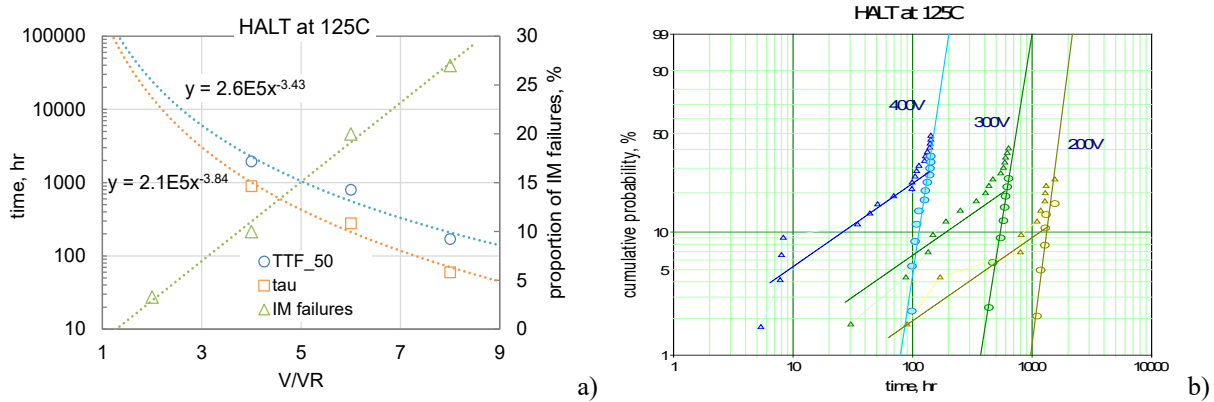 HALT at 125C
100000
10000
1000
100
10
time, hr
30
25
20
15
10
5
0
proportion of IM failures, %
y = 2.6E5x-3.43
y = 2.1E5x-3.84
TTF_50
tau
IM failures
1 3 5 7 9
V/VR
a)
HALT at 125C
99
90
50
10
5
1
cumulative probability, %
400V
300V
200V
1 10 100 1000 10000
time, hr
b)